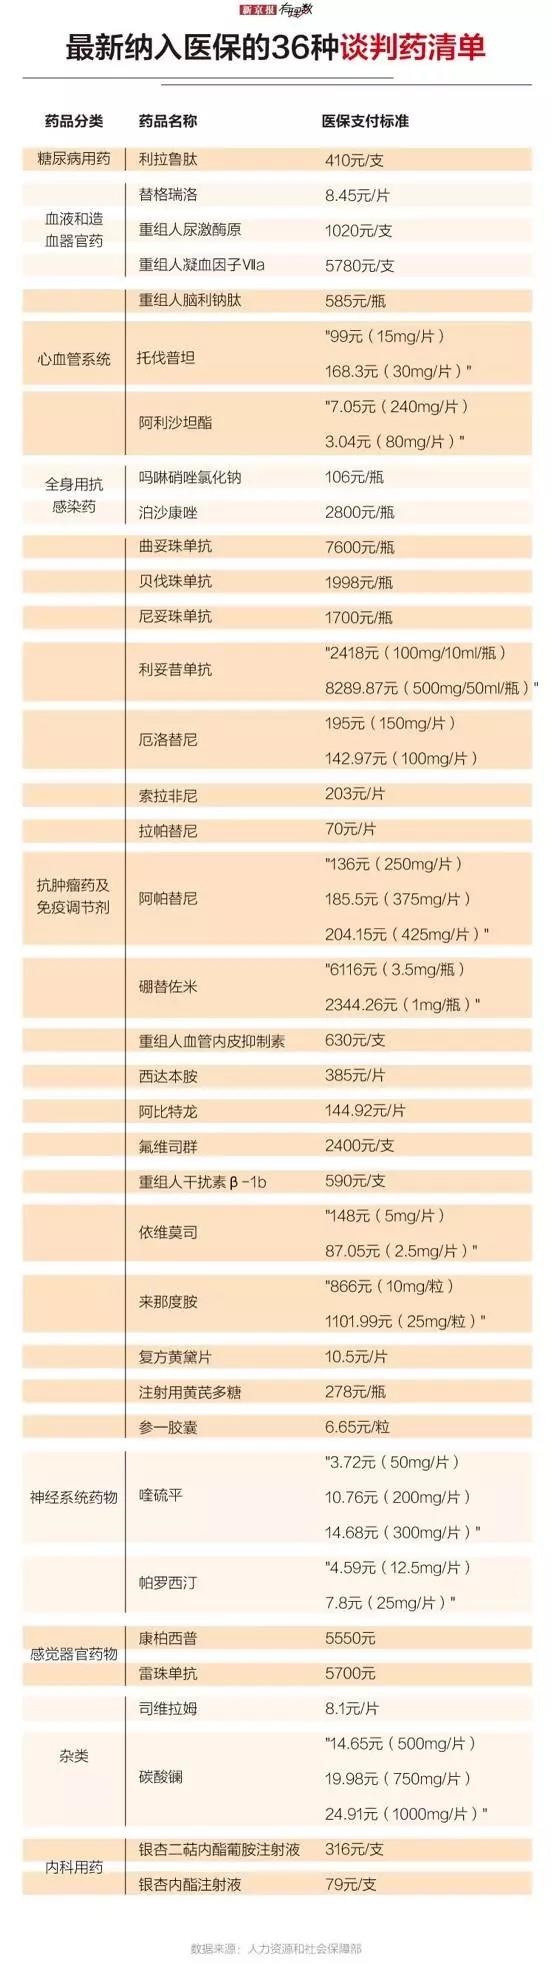 新京报 有理数
最新纳入医保的36种谈判药清单
药品分类 药品名称 医保支付标准
糖尿病用药 利拉鲁肽 410元/支
血液和造
血器官药
替格瑞洛 8.45元/片
重组人尿激酶原 1020元/支
重组人凝血因子Ⅶa 5780元/支
心血管系统
重组人脑利钠肽 585元/瓶
托伐普坦
"99元（15mg/片）
168.3元（30mg/片）"
阿利沙坦酯
"7.05元（240mg/片）
3.04元（80mg/片）"
全身用抗
感染药
吗啉硝唑氯化钠 106元/瓶
泊沙康唑 2800元/瓶
抗肿瘤药及
免疫调节剂
曲妥珠单抗 7600元/瓶
贝伐珠单抗 1998元/瓶
尼妥珠单抗 1700元/瓶
利妥昔单抗
"2418元（100mg/10ml/瓶）
8289.87元（500mg/50ml/瓶）"
厄洛替尼
195元（150mg/片）
142.97元（100mg/片）
索拉非尼 203元/片
拉帕替尼 70元/片
阿帕替尼
"136元（250mg/片）
185.5元（375mg/片）
204.15元（425mg/片）"
硼替佐米
"6116元（3.5mg/瓶）
2344.26元（1mg/瓶）"
重组人血管内皮抑制素 630元/支
西达本胺 385元/片
阿比特龙 144.92元/片
氟维司群 2400元/支
重组人干扰素β-1b 590元/支
依维莫司
"148元（5mg/片）
87.05元（2.5mg/片）"
来那度胺
"866元（10mg/粒）
1101.99元（25mg/粒）"
复方黄黛片 10.5元/片
注射用黄芪多糖 278元/瓶
参一胶囊 6.65元/粒
神经系统药物
喹硫平
"3.72元（50mg/片）
10.76元（200mg/片）
14.68元（300mg/片）"
帕罗西汀
"4.59元（12.5mg/片）
7.8元（25mg/片）"
感觉器官药物
康柏西普 5550元
雷珠单抗 5700元
杂类
司维拉姆 8.1元/片
碳酸镧
"14.65元（500mg/片）
19.98元（750mg/片）
24.91元（1000mg/片）"
内科用药
银杏二萜内酯葡胺注射液 316元/支
银杏内酯注射液 79元/支
数据来源：人力资源和社会保障部